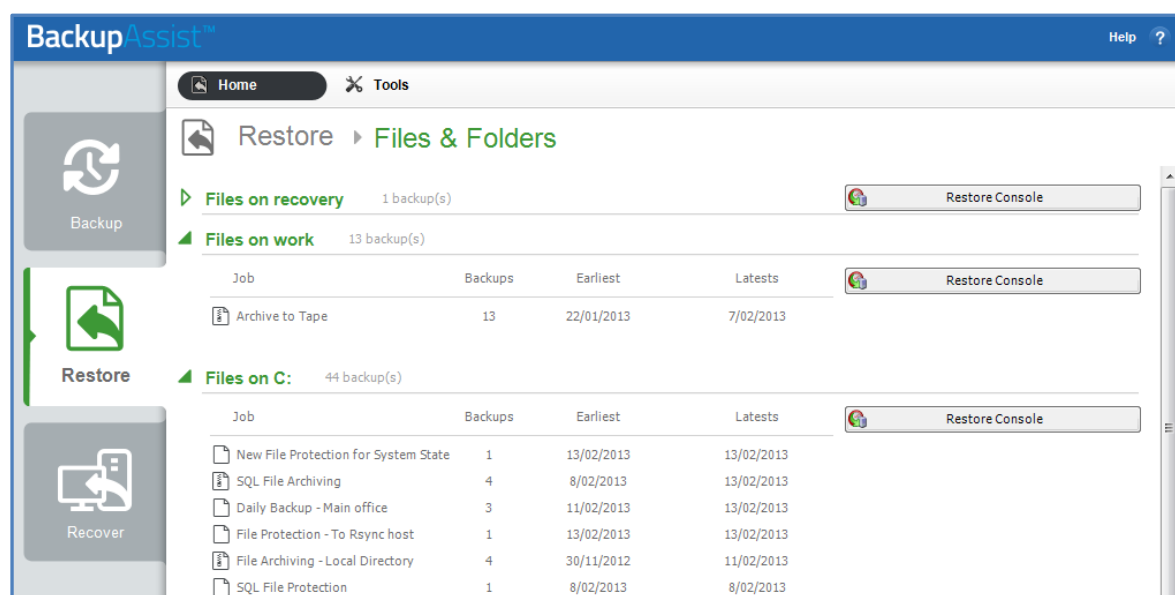 BackupAssist™
Help ?
Home Tools
Restore Files & Folders
Backup
Files on recovery 1 backup(s) Restore Console
Files on work 13 backup(s)
Job Backups Earliest Latests Restore Console
Archive to Tape 13 22/01/2013 7/02/2013
Restore
Files on C: 44 backup(s)
Job Backups Earliest Latests Restore Console
New File Protection for System State 1 13/02/2013 13/02/2013
SQL File Archiving 4 8/02/2013 13/02/2013
Daily Backup - Main office 3 11/02/2013 13/02/2013
Recover
File Protection - To Rsync host 1 13/02/2013 13/02/2013
File Archiving - Local Directory 4 30/11/2012 11/02/2013
SQL File Protection 1 8/02/2013 8/02/2013